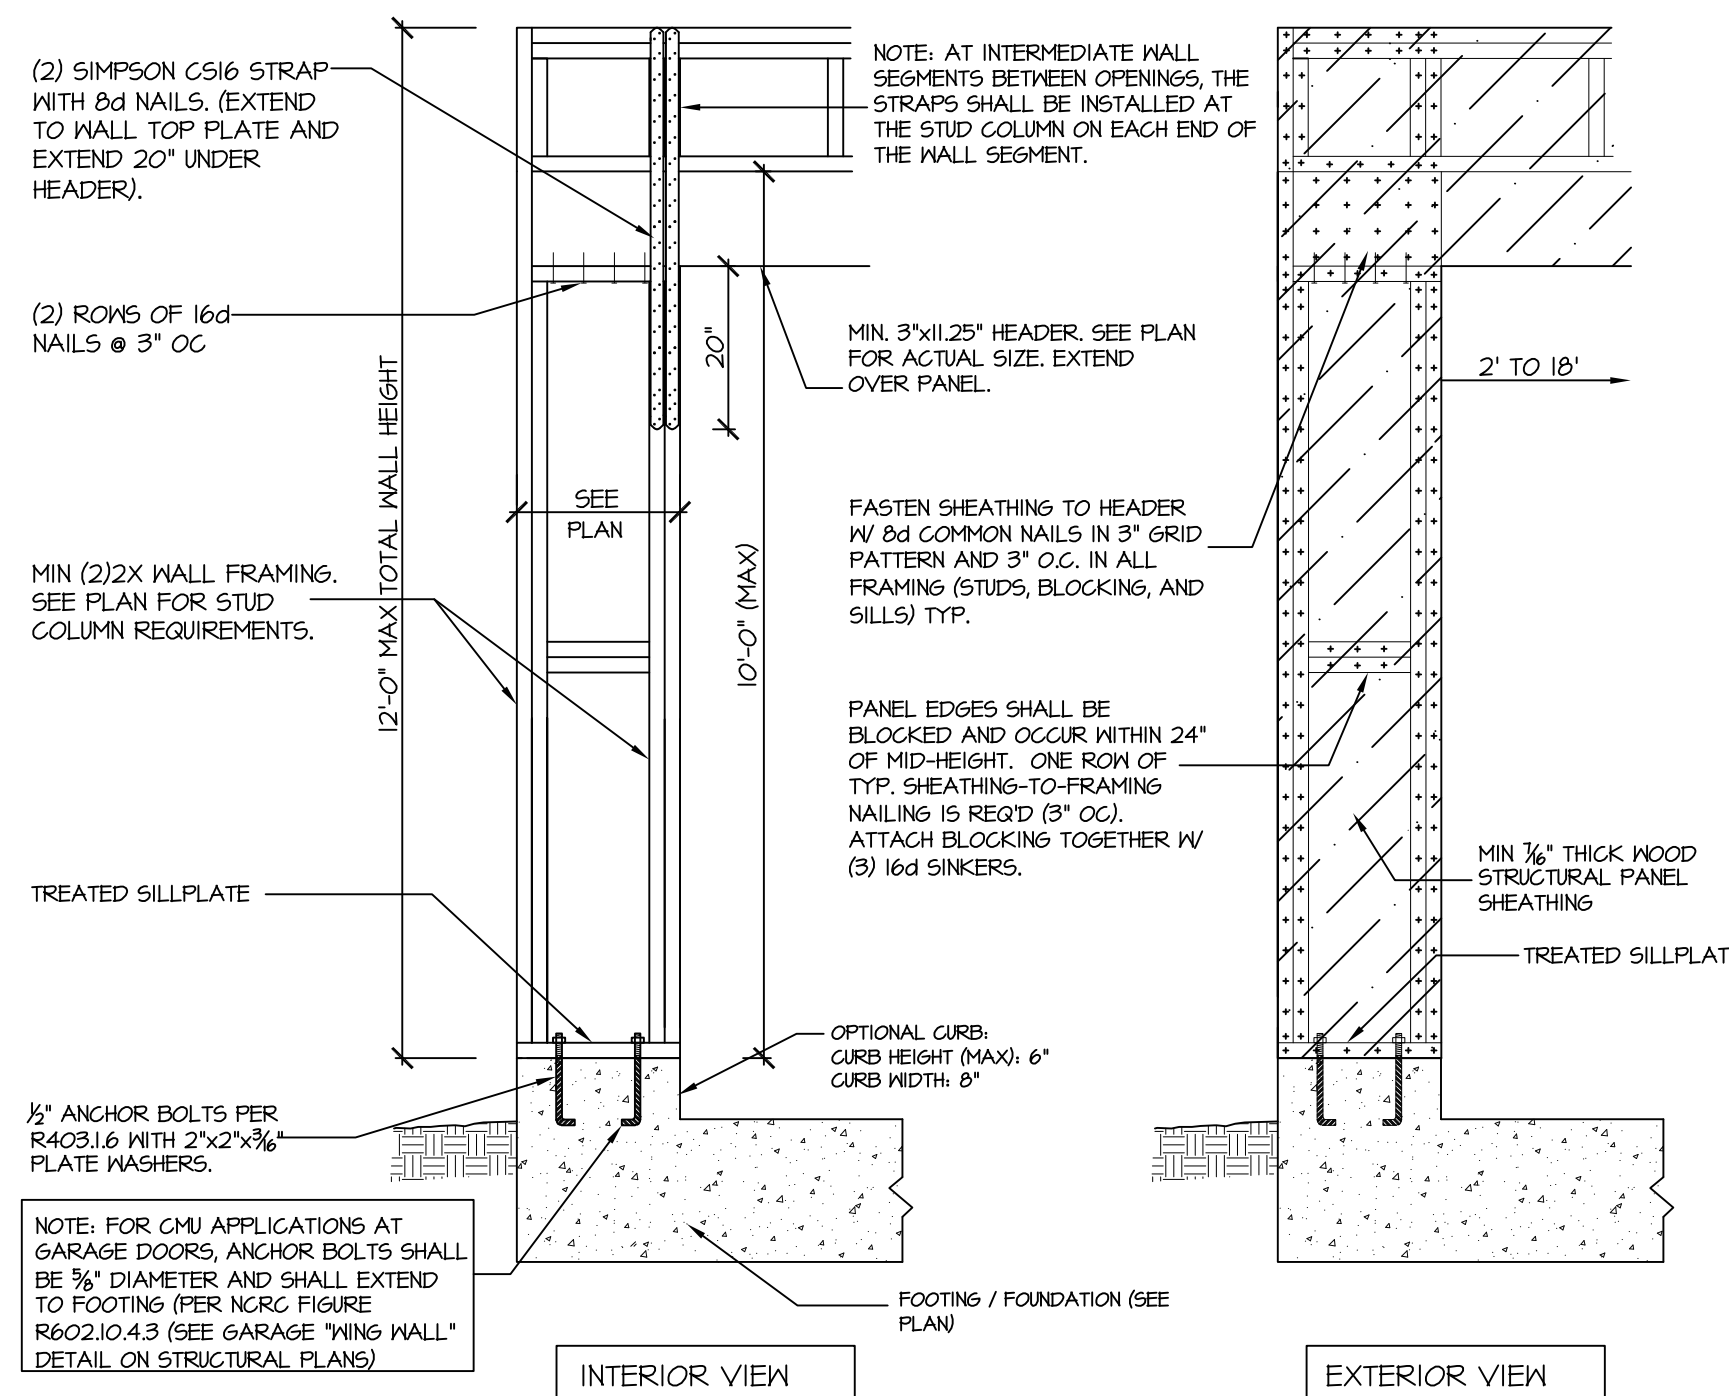 (2) SIMPSON CS16 STRAP
WITH 8d NAILS. (EXTEND
TO WALL TOP PLATE AND
EXTEND 20" UNDER
HEADER).
(2) ROWS OF 16d
NAILS @ 3" OC
12'-0" MAX TOTAL WALL HEIGHT
MIN (2)2X WALL FRAMING.
SEE PLAN FOR STUD
COLUMN REQUIREMENTS.
TREATED SILLPLATE
½" ANCHOR BOLTS PER
R403.1.6 WITH 2"x2"x3⁄16"
PLATE WASHERS.
NOTE: FOR CMU APPLICATIONS AT
GARAGE DOORS, ANCHOR BOLTS SHALL
BE ⅝" DIAMETER AND SHALL EXTEND
TO FOOTING (PER NCRC FIGURE
R602.10.4.3 (SEE GARAGE "WING WALL"
DETAIL ON STRUCTURAL PLANS)
SEE
PLAN
20"
10'-0" (MAX)
NOTE: AT INTERMEDIATE WALL
SEGMENTS BETWEEN OPENINGS, THE
STRAPS SHALL BE INSTALLED AT
THE STUD COLUMN ON EACH END OF
THE WALL SEGMENT.
MIN. 3"x11.25" HEADER. SEE PLAN
FOR ACTUAL SIZE. EXTEND
OVER PANEL.
FASTEN SHEATHING TO HEADER
W/ 8d COMMON NAILS IN 3" GRID
PATTERN AND 3" O.C. IN ALL
FRAMING (STUDS, BLOCKING, AND
SILLS) TYP.
PANEL EDGES SHALL BE
BLOCKED AND OCCUR WITHIN 24"
OF MID-HEIGHT. ONE ROW OF
TYP. SHEATHING-TO-FRAMING
NAILING IS REQ'D (3" OC).
ATTACH BLOCKING TOGETHER W/
(3) 16d SINKERS.
OPTIONAL CURB:
CURB HEIGHT (MAX): 6"
CURB WIDTH: 8"
FOOTING / FOUNDATION (SEE
PLAN)
INTERIOR VIEW
2' TO 18'
MIN 7⁄16" THICK WOOD
STRUCTURAL PANEL
SHEATHING
TREATED SILLPLAT
EXTERIOR VIEW